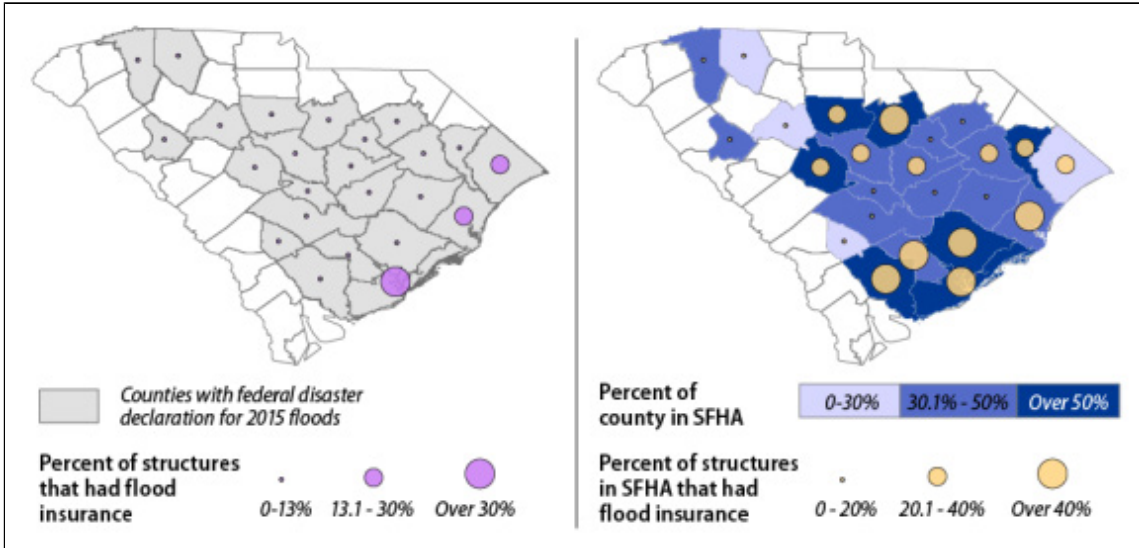 Counties with federal disaster
declaration for 2015 floods
Percent of structures
that had flood
insurance
0-13%
13.1 - 30%
Over 30%
Percent of
county in SFHA
0-30%
30.1% - 50%
Over 50%
Percent of structures
in SFHA that had
flood insurance
0 - 20%
20.1 - 40%
Over 40%